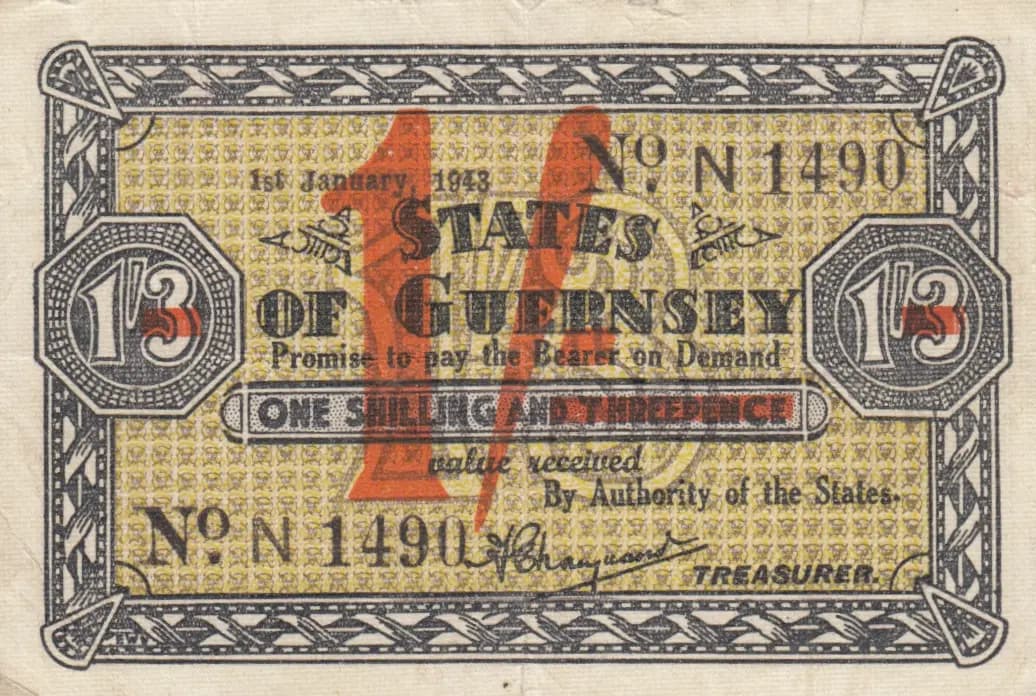 No. N 1490
1st January, 1943
1/
STATES
OF GUERNSEY
1/3
1/3
Promise to pay the Bearer on Demand
ONE SHILLING AND THREEPENCE
value received
By Authority of the States.
No. N 1490
TREASURER.